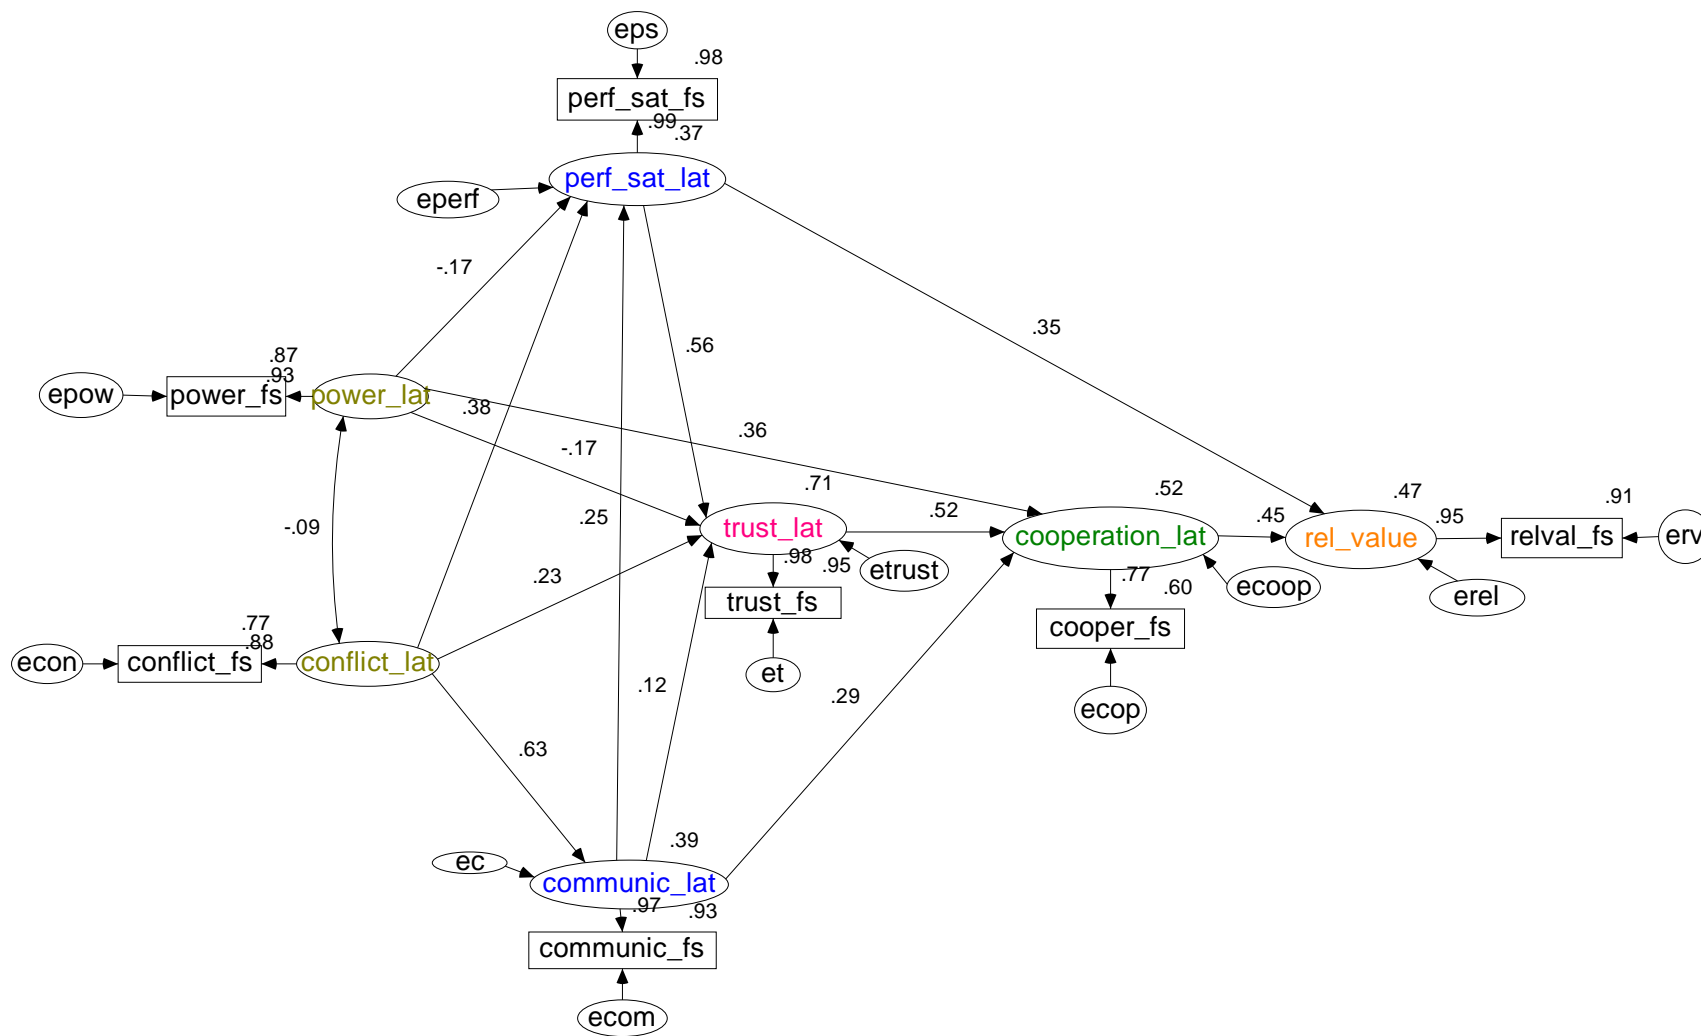 eps
.98
perf_sat_fs
.99
.37
perf_sat_lat
eperf
-.17
.35
.56
.87
.93
epow
power_fs
power_lat
.38
.36
-.17
.71
.52
.47
.91
-.09
.25
trust_lat
.52
cooperation_lat
.45
rel_value
.95
relval_fs
erv
.98
.95
etrust
.77
.60
ecoop
erel
.23
trust_fs
cooper_fs
.77
.88
econ
conflict_fs
conflict_lat
et
.12
.29
ecop
.63
.39
ec
communic_lat
.97
.93
communic_fs
ecom